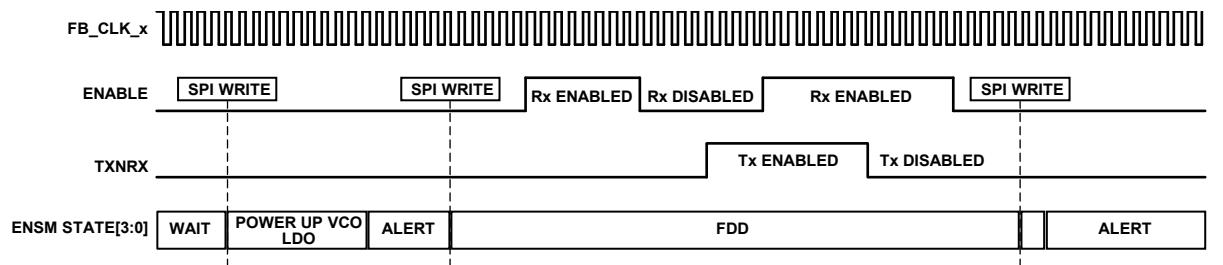 FB_CLK_x
ENABLE SPI WRITE SPI WRITE Rx ENABLED Rx DISABLED Rx ENABLED SPI WRITE
TXNRX Tx ENABLED Tx DISABLED
ENSM STATE[3:0] WAIT POWER UP VCO ALERT FDD ALERT
LDO